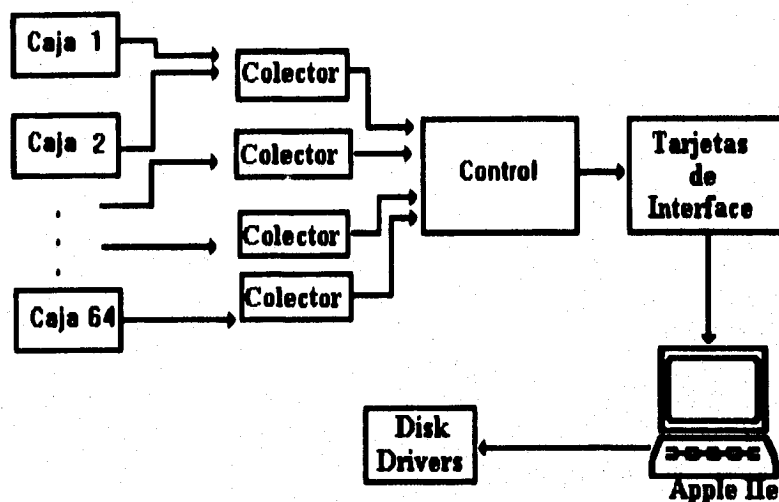 Caja 1
Caja 2
Caja 64
Colector
Colector
Colector
Colector
Control
Tarjetas
de
Interface
Disk
Drivers
Apple IIe